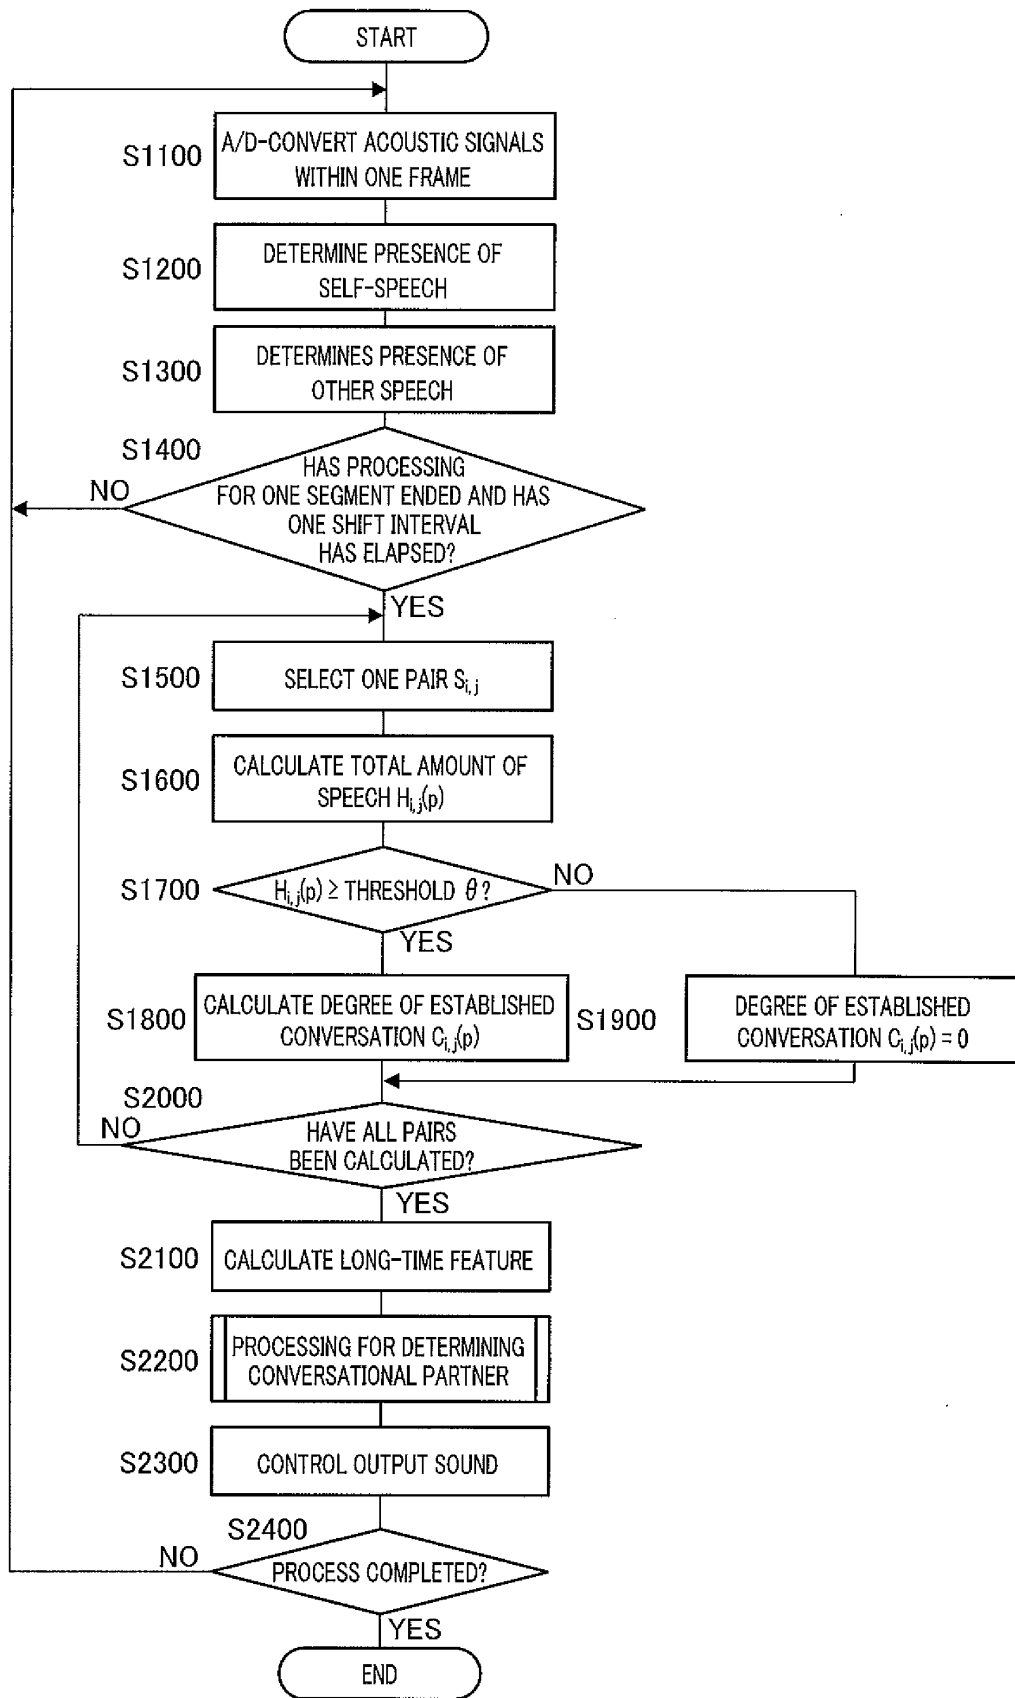 START
S1100
A/D-CONVERT ACOUSTIC SIGNALS
WITHIN ONE FRAME
S1200
DETERMINE PRESENCE OF
SELF-SPEECH
S1300
DETERMINES PRESENCE OF
OTHER SPEECH
S1400
NO
HAS PROCESSING
FOR ONE SEGMENT ENDED AND HAS
ONE SHIFT INTERVAL
HAS ELAPSED?
YES
S1500
SELECT ONE PAIR Si,j
S1600
CALCULATE TOTAL AMOUNT OF
SPEECH Hi,j(p)
S1700
Hi,j(p) ≥ THRESHOLD θ?
NO
YES
S1800
CALCULATE DEGREE OF ESTABLISHED
CONVERSATION Ci,j(p)
S1900
DEGREE OF ESTABLISHED
CONVERSATION Ci,j(p) = 0
S2000
NO
HAVE ALL PAIRS
BEEN CALCULATED?
YES
S2100
CALCULATE LONG-TIME FEATURE
S2200
PROCESSING FOR DETERMINING
CONVERSATIONAL PARTNER
S2300
CONTROL OUTPUT SOUND
S2400
NO
PROCESS COMPLETED?
YES
END